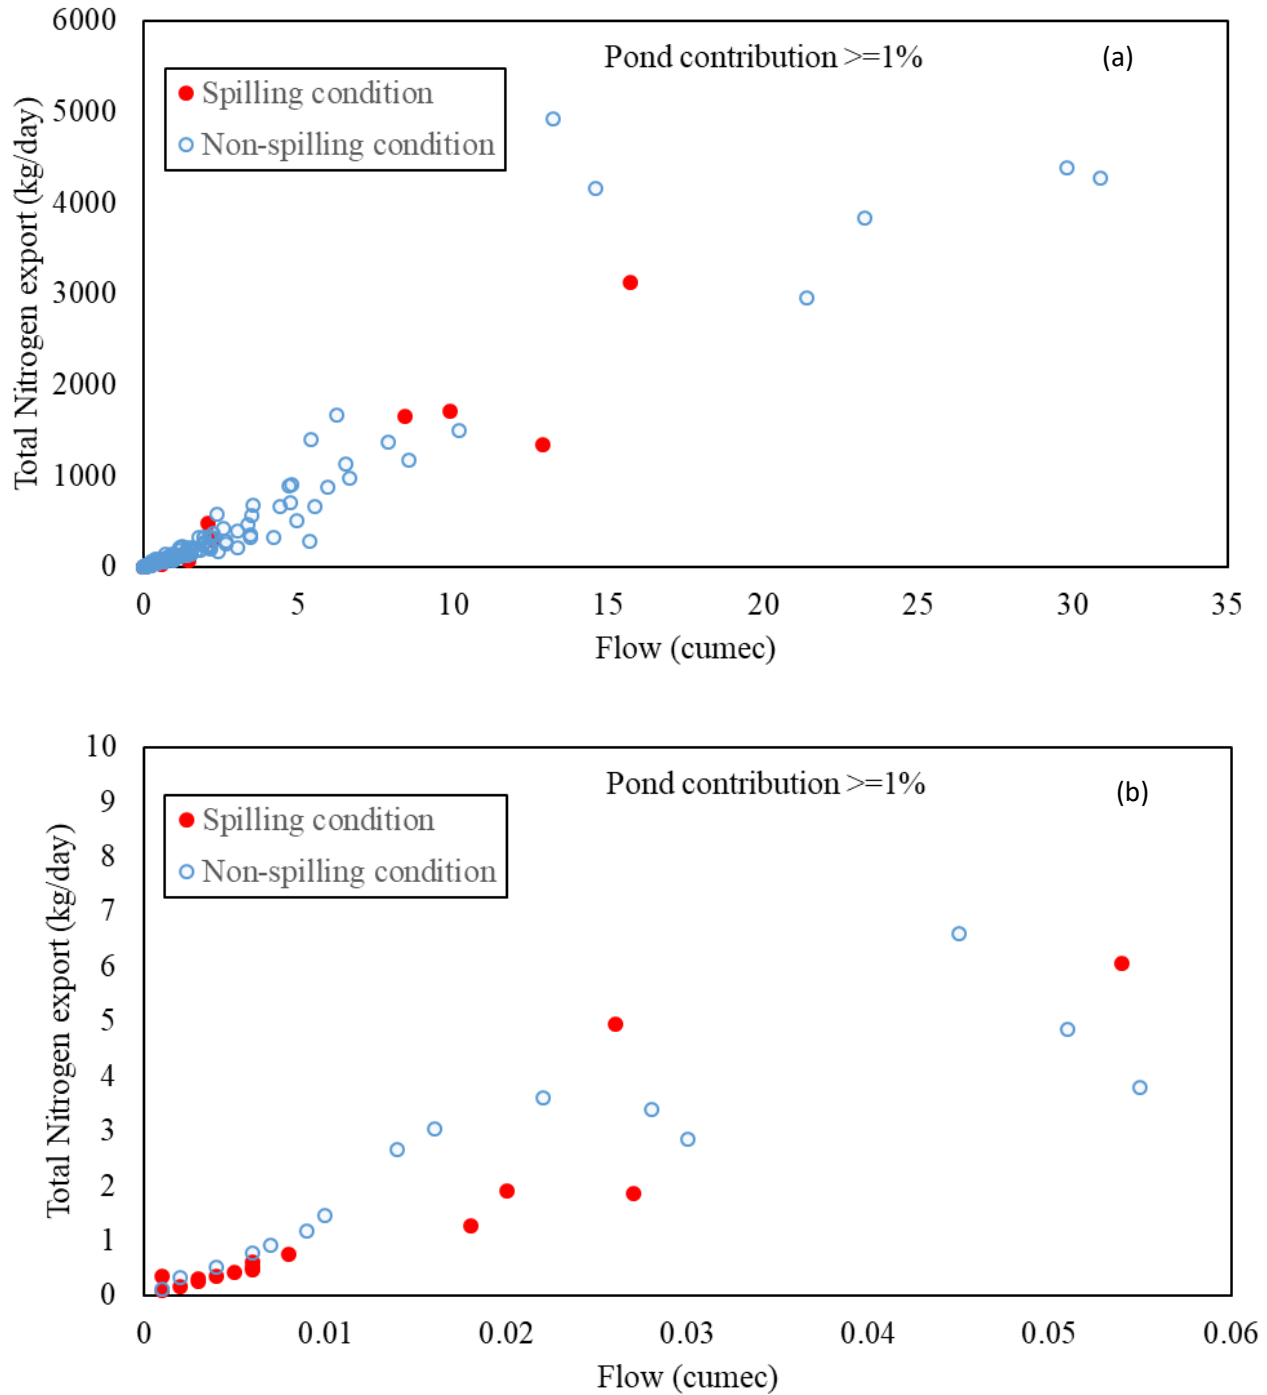 6000
Pond contribution >=1%
(a)
Spilling condition
5000
Non-spilling condition
4000
3000
2000
1000
0
Total Nitrogen export (kg/day)
0 5 10 15 20 25 30 35
Flow (cumec)
10
Pond contribution >=1%
(b)
9
Spilling condition
8
Non-spilling condition
7
6
5
4
3
2
1
0
Total Nitrogen export (kg/day)
0 0.01 0.02 0.03 0.04 0.05 0.06
Flow (cumec)